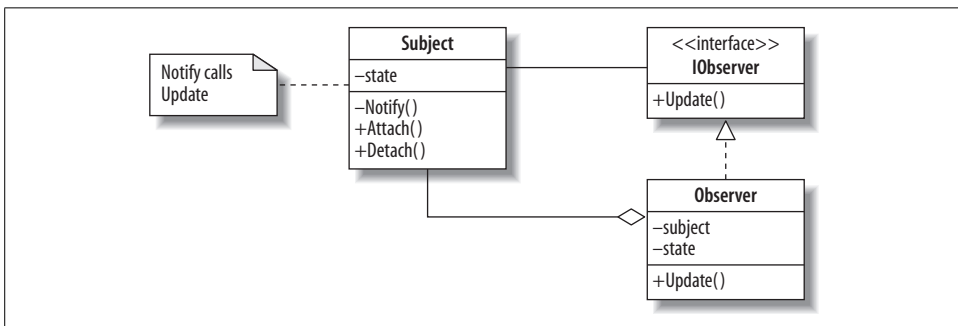 Notify calls
Update
Subject
–state
–Notify()
+Attach()
+Detach()
<<interface>>
IObserver
+Update()
Observer
–subject
–state
+Update()